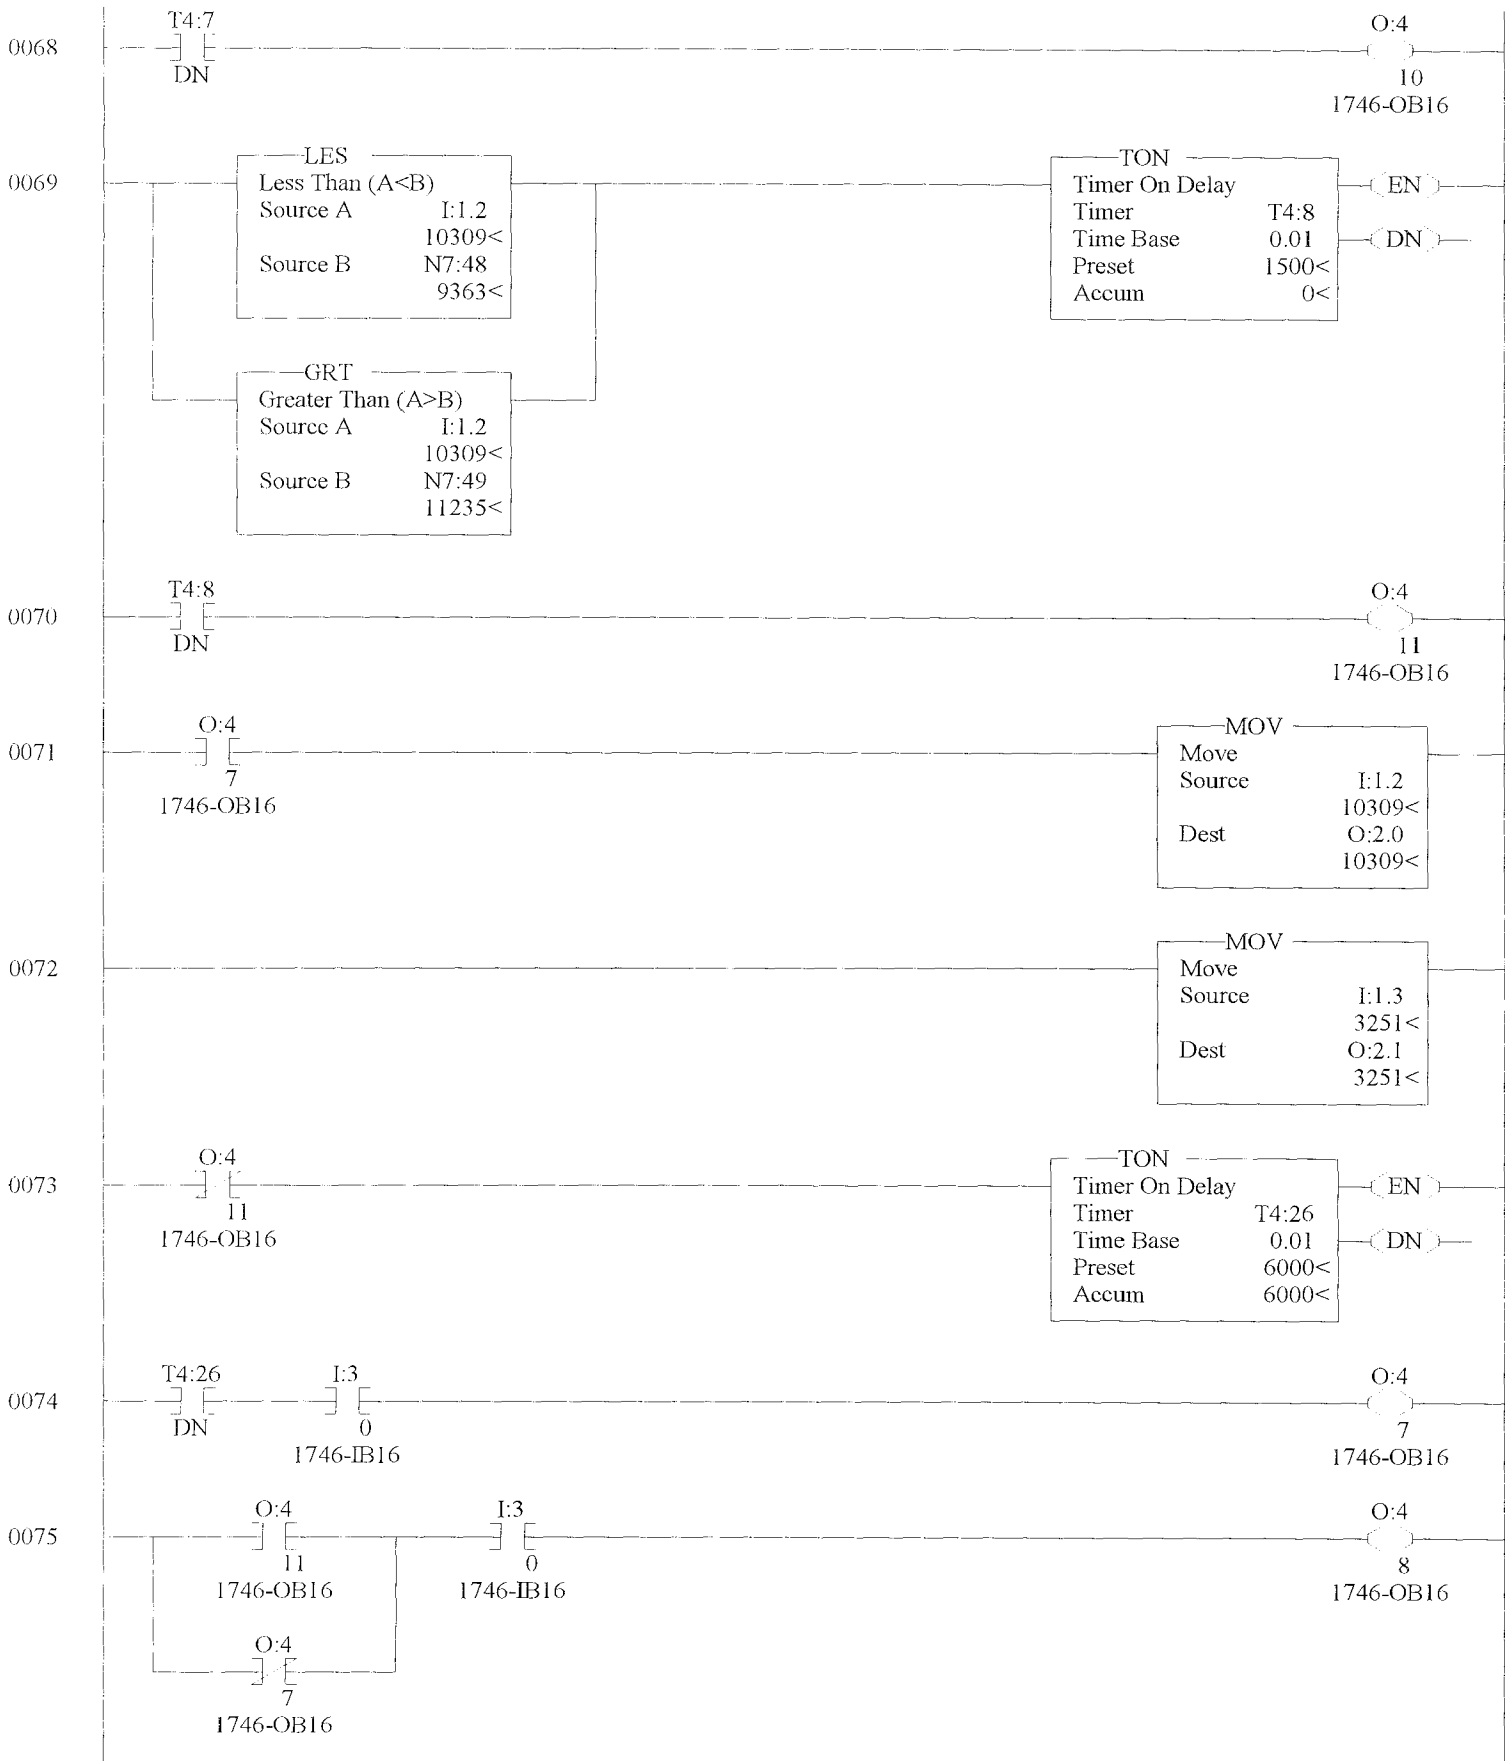 T4:7
O:4
0068
DN
10
1746-OB16
LES
TON
0069
Less Than (A<B)
Timer On Delay
EN
Source A I:1.2
Timer T4:8
10309<
Time Base 0.01
DN
Source B N7:48
Preset 1500<
9363<
Accum 0<
GRT
Greater Than (A>B)
Source A I:1.2
10309<
Source B N7:49
11235<
T4:8
O:4
0070
DN
11
1746-OB16
O:4
MOV
0071
Move
7
Source I:1.2
1746-OB16
10309<
Dest O:2.0
10309<
MOV
0072
Move
Source I:1.3
3251<
Dest O:2.1
3251<
O:4
TON
0073
Timer On Delay
EN
11
Timer T4:26
1746-OB16
Time Base 0.01
DN
Preset 6000<
Accum 6000<
T4:26 I:3
O:4
0074
DN
0
7
1746-IB16
1746-OB16
O:4 I:3
O:4
0075
11
0
8
1746-OB16
1746-IB16
1746-OB16
O:4
7
1746-OB16